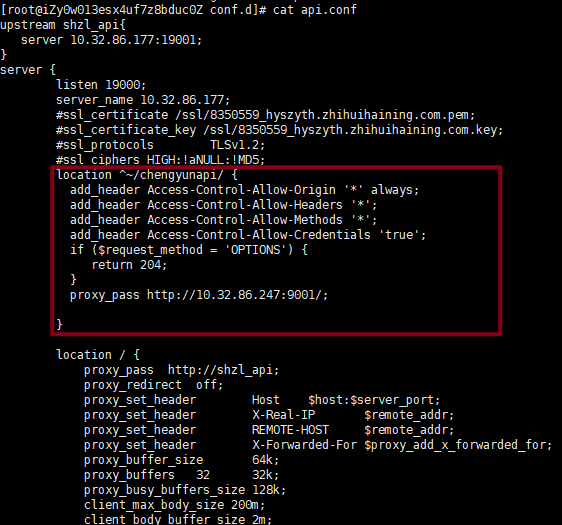 [root@iZy0w013esx4uf7z8bduc0Z conf.d]# cat api.conf
upstream shzl_api{
server 10.32.86.177:19001;
}
server {
listen 19000;
server_name 10.32.86.177;
#ssl_certificate /ssl/8350559_hyszyth.zhihuihaining.com.pem;
#ssl_certificate_key /ssl/8350559_hyszyth.zhihuihaining.com.key;
#ssl_protocols TLSv1.2;
#ssl_ciphers HIGH:!aNULL:!MD5;
location ^~/chengyunapi/ {
add_header Access-Control-Allow-Origin '*' always;
add_header Access-Control-Allow-Headers '*';
add_header Access-Control-Allow-Methods '*';
add_header Access-Control-Allow-Credentials 'true';
if ($request_method = 'OPTIONS') {
return 204;
}
proxy_pass http://10.32.86.247:9001/;
}
location / {
proxy_pass http://shzl_api;
proxy_redirect off;
proxy_set_header Host $host:$server_port;
proxy_set_header X-Real-IP $remote_addr;
proxy_set_header REMOTE-HOST $remote_addr;
proxy_set_header X-Forwarded-For $proxy_add_x_forwarded_for;
proxy_buffer_size 64k;
proxy_buffers 32 32k;
proxy_busy_buffers_size 128k;
client_max_body_size 200m;
client_body_buffer_size 2m;